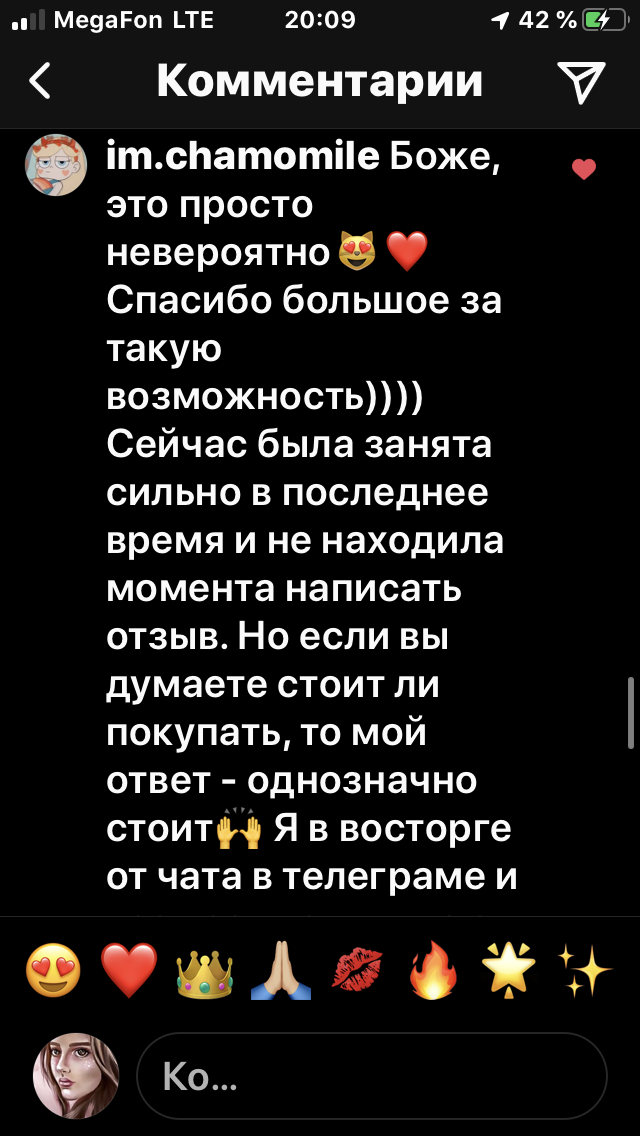 MegaFon LTE 20:09 42 %
Комментарии
im.chamomile Боже,
это просто
невероятно😻❤️
Спасибо большое за
такую
возможность))))
Сейчас была занята
сильно в последнее
время и не находила
момента написать
отзыв. Но если вы
думаете стоит ли
покупать, то мой
ответ - однозначно
стоит🙌 Я в восторге
от чата в телеграме и
😍❤️👑🙏🏼💋🔥🌟✨
Ко...